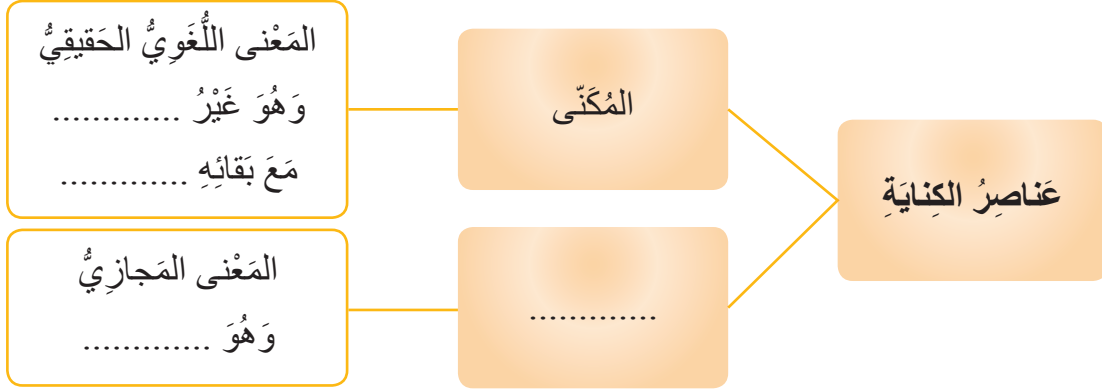 عَناصِرُ الكِنايَةِ
المُكَنّى
المَعْنى اللُّغَوِيُّ الحَقيقِيُّ
وَهُوَ غَيْرُ .............
مَعَ بَقائِهِ .............
.............
المَعْنى المَجازِيُّ
وَهُوَ .............